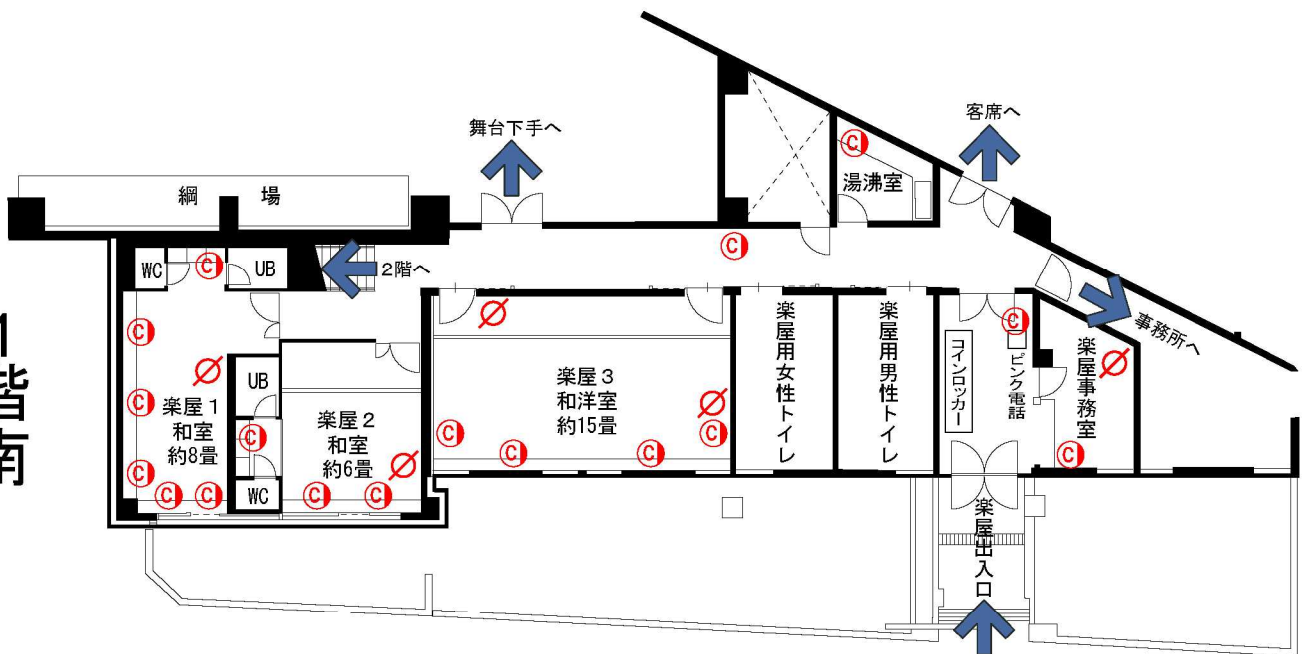 舞台下手へ
客席へ
綱 場
湯沸室
C
WC
C
UB
2階へ
C
1階南
C
UB
C
楽屋1
和室
約8畳
C
楽屋2
和室
約6畳
C
WC
C
C
C
C
C
楽屋3
和洋室
約15畳
C
C
C
C
楽屋用女性トイレ
楽屋用男性トイレ
コインロッカー
C
ピンク電話
楽屋事務室
C
事務所へ
楽屋出入口